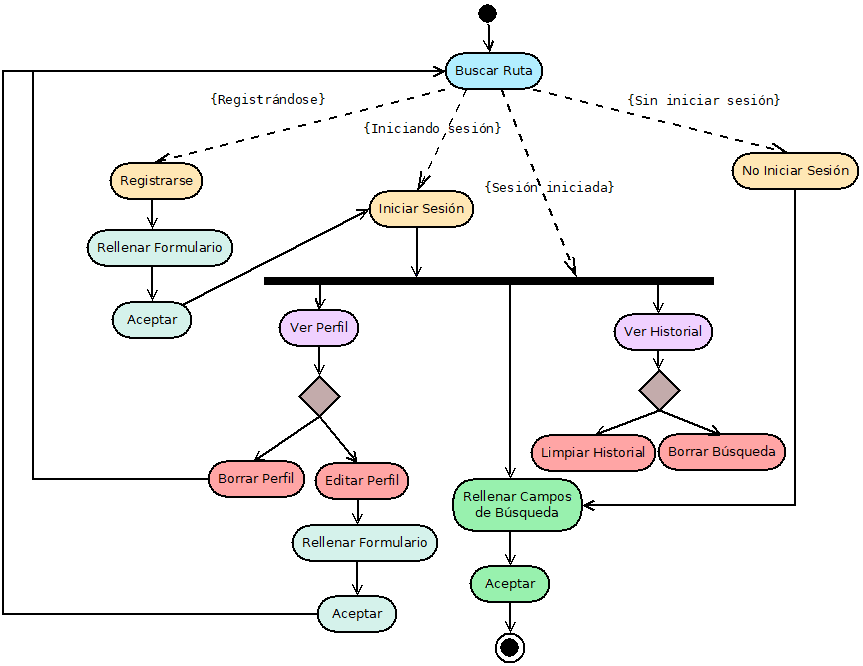 Buscar Ruta
{Registrándose}
{Sin iniciar sesión}
{Iniciando sesión}
{Sesión iniciada}
Registrarse
No Iniciar Sesión
Iniciar Sesión
Rellenar Formulario
Aceptar
Ver Perfil
Ver Historial
Borrar Perfil
Editar Perfil
Limpiar Historial
Borrar Búsqueda
Rellenar Campos
de Búsqueda
Rellenar Formulario
Aceptar
Aceptar